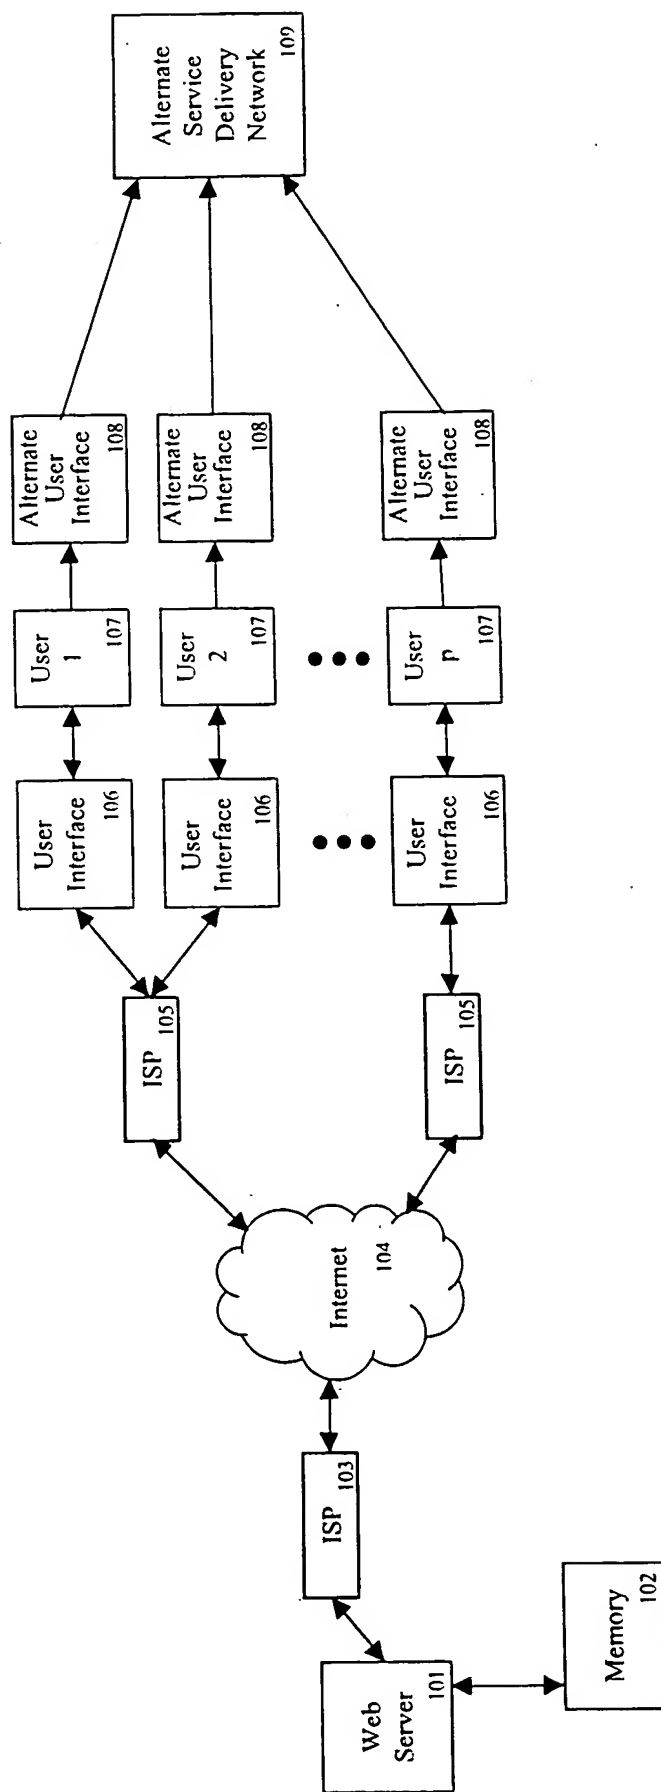 Web
Server
101
Memory
102
ISP
103
Internet
104
ISP
105
ISP
105
User
Interface
106
User
Interface
106
User
Interface
106
User
1
107
User
2
107
User
p
107
Alternate
User
Interface
108
Alternate
User
Interface
108
Alternate
User
Interface
108
Alternate
Service
Delivery
Network
109